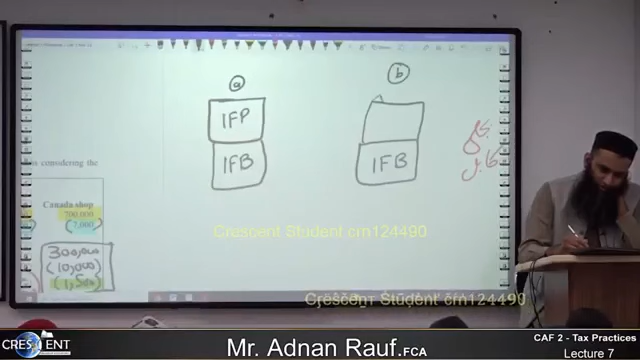 ⓐ
IFP
IFB
ⓑ
IFB
considering the
Canada shop
700,000
(7,000)
300,000
(10,000)
Crescent Student crn124490
Crescent Student crn124490
CRESCENT
Mr. Adnan Rauf.FCA
CAF 2 - Tax Practices
Lecture 7